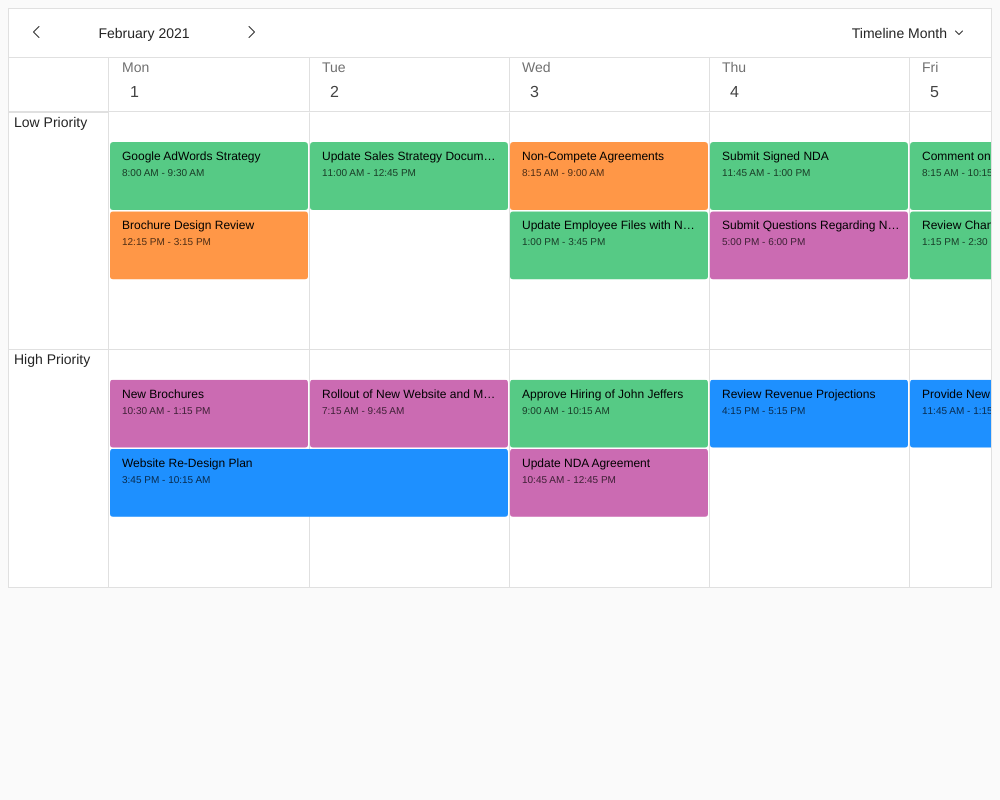 February 2021
Timeline Month
Mon
1
Tue
2
Wed
3
Thu
4
Fri
5
Low Priority
Google AdWords Strategy
8:00 AM - 9:30 AM
Update Sales Strategy Docum…
11:00 AM - 12:45 PM
Non-Compete Agreements
8:15 AM - 9:00 AM
Submit Signed NDA
11:45 AM - 1:00 PM
Comment on
8:15 AM - 10:15
Brochure Design Review
12:15 PM - 3:15 PM
Update Employee Files with N…
1:00 PM - 3:45 PM
Submit Questions Regarding N…
5:00 PM - 6:00 PM
Review
1:15 PM - 2:30
High Priority
New Brochures
10:30 AM - 1:15 PM
Rollout of New Website and M…
7:15 AM - 9:45 AM
Approve Hiring of John Jeffers
9:00 AM - 10:15 AM
Review Revenue Projections
4:15 PM - 5:15 PM
Provide New
11:45 AM - 1:15
Website Re-Design Plan
3:45 PM - 10:15 AM
Update NDA Agreement
10:45 AM - 12:45 PM